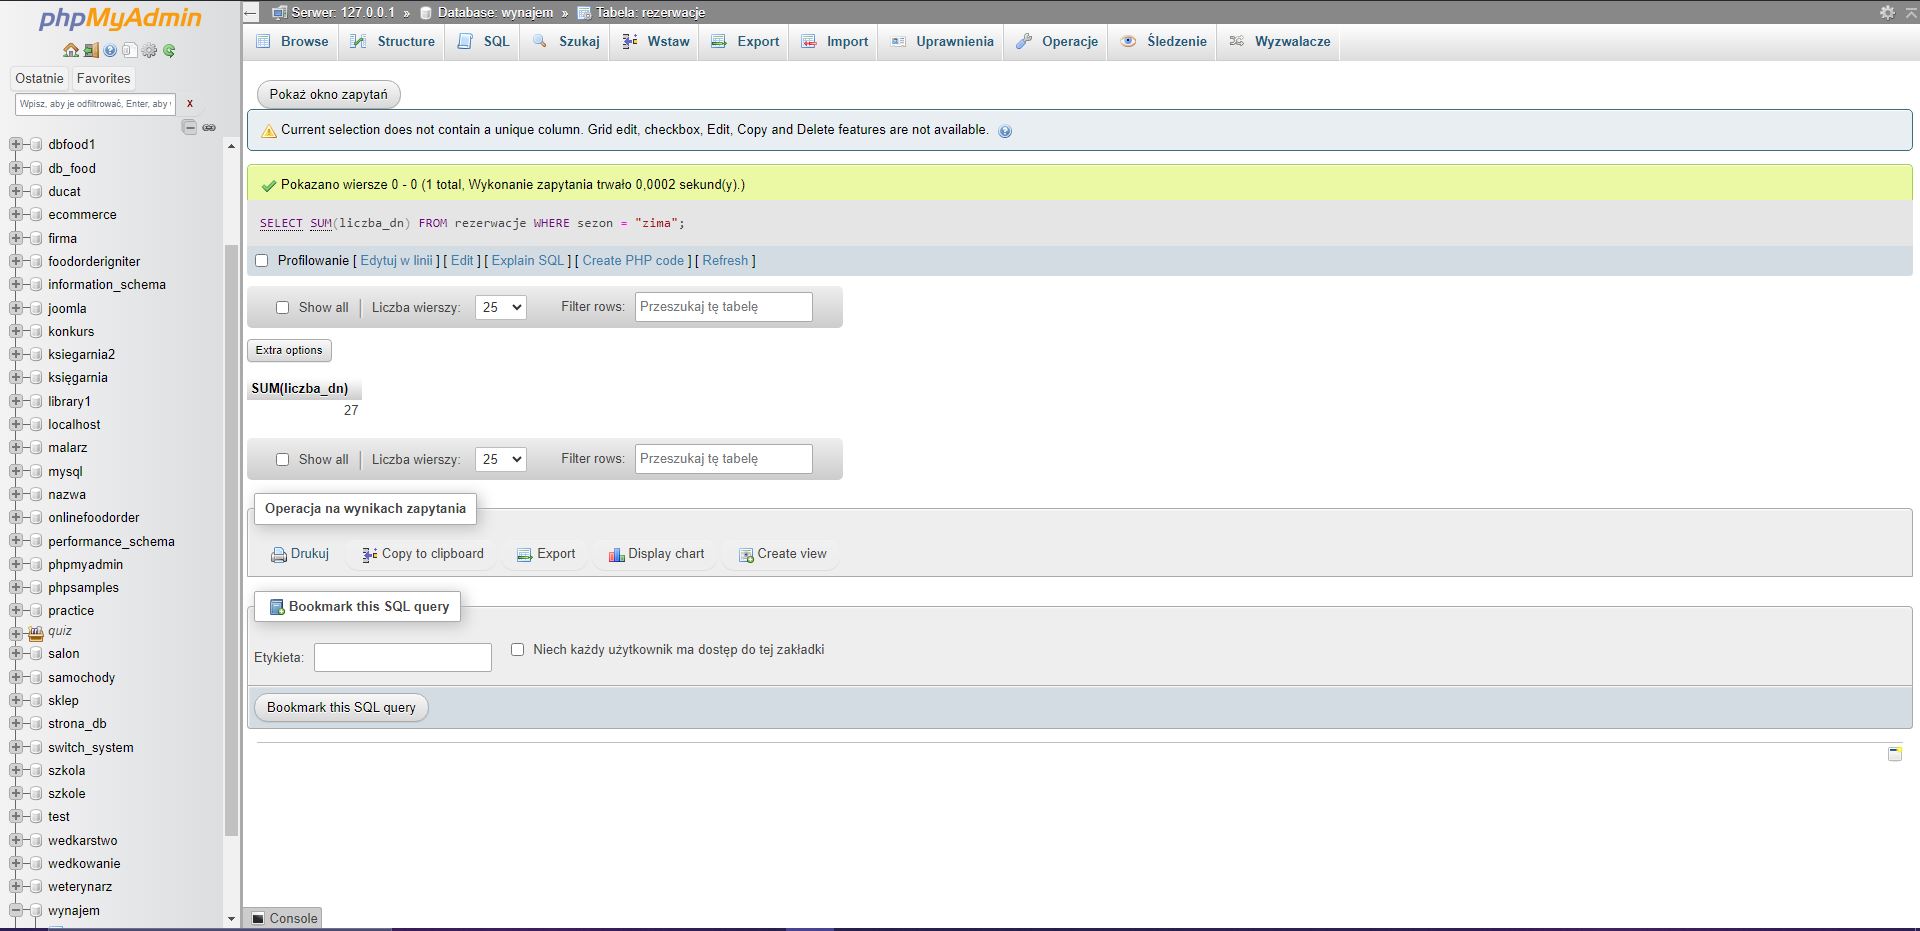 phpMyAdmin
Ostatnie Favorites
Wpisz, aby je odfiltrować, Enter, aby X
dbfood1
db_food
ducat
ecommerce
firma
foodorderigniter
information_schema
joomla
konkurs
ksiegarnia2
księgarnia
library1
localhost
malarz
mysql
nazwa
onlinefoodorder
performance_schema
phpmyadmin
phpsamples
practice
quiz
salon
samochody
sklep
strona_db
switch_system
szkola
szkole
test
wedkarstwo
wedkowanie
weterynarz
wynajem
Serwer: 127.0.0.1 » Database: wynajem » Tabela: rezerwacje
Browse Structure SQL Szukaj Wstaw Export Import Uprawnienia Operacje Śledzenie Wyzwalacze
Pokaż okno zapytań
Current selection does not contain a unique column. Grid edit, checkbox, Edit, Copy and Delete features are not available.
Pokazano wiersze 0 - 0 (1 total, Wykonanie zapytania trwało 0,0002 sekund(y).)
SELECT SUM(liczba_dn) FROM rezerwacje WHERE sezon = "zima";
Profilowanie [ Edytuj w linii ] [ Edit ] [ Explain SQL ] [ Create PHP code ] [ Refresh ]
Show all | Liczba wierszy: 25 Filter rows: Przeszukaj tę tabelę
Extra options
SUM(liczba_dn)
27
Show all | Liczba wierszy: 25 Filter rows: Przeszukaj tę tabelę
Operacja na wynikach zapytania
Drukuj Copy to clipboard Export Display chart Create view
Bookmark this SQL query
Etykieta: Niech każdy użytkownik ma dostęp do tej zakładki
Bookmark this SQL query
Console